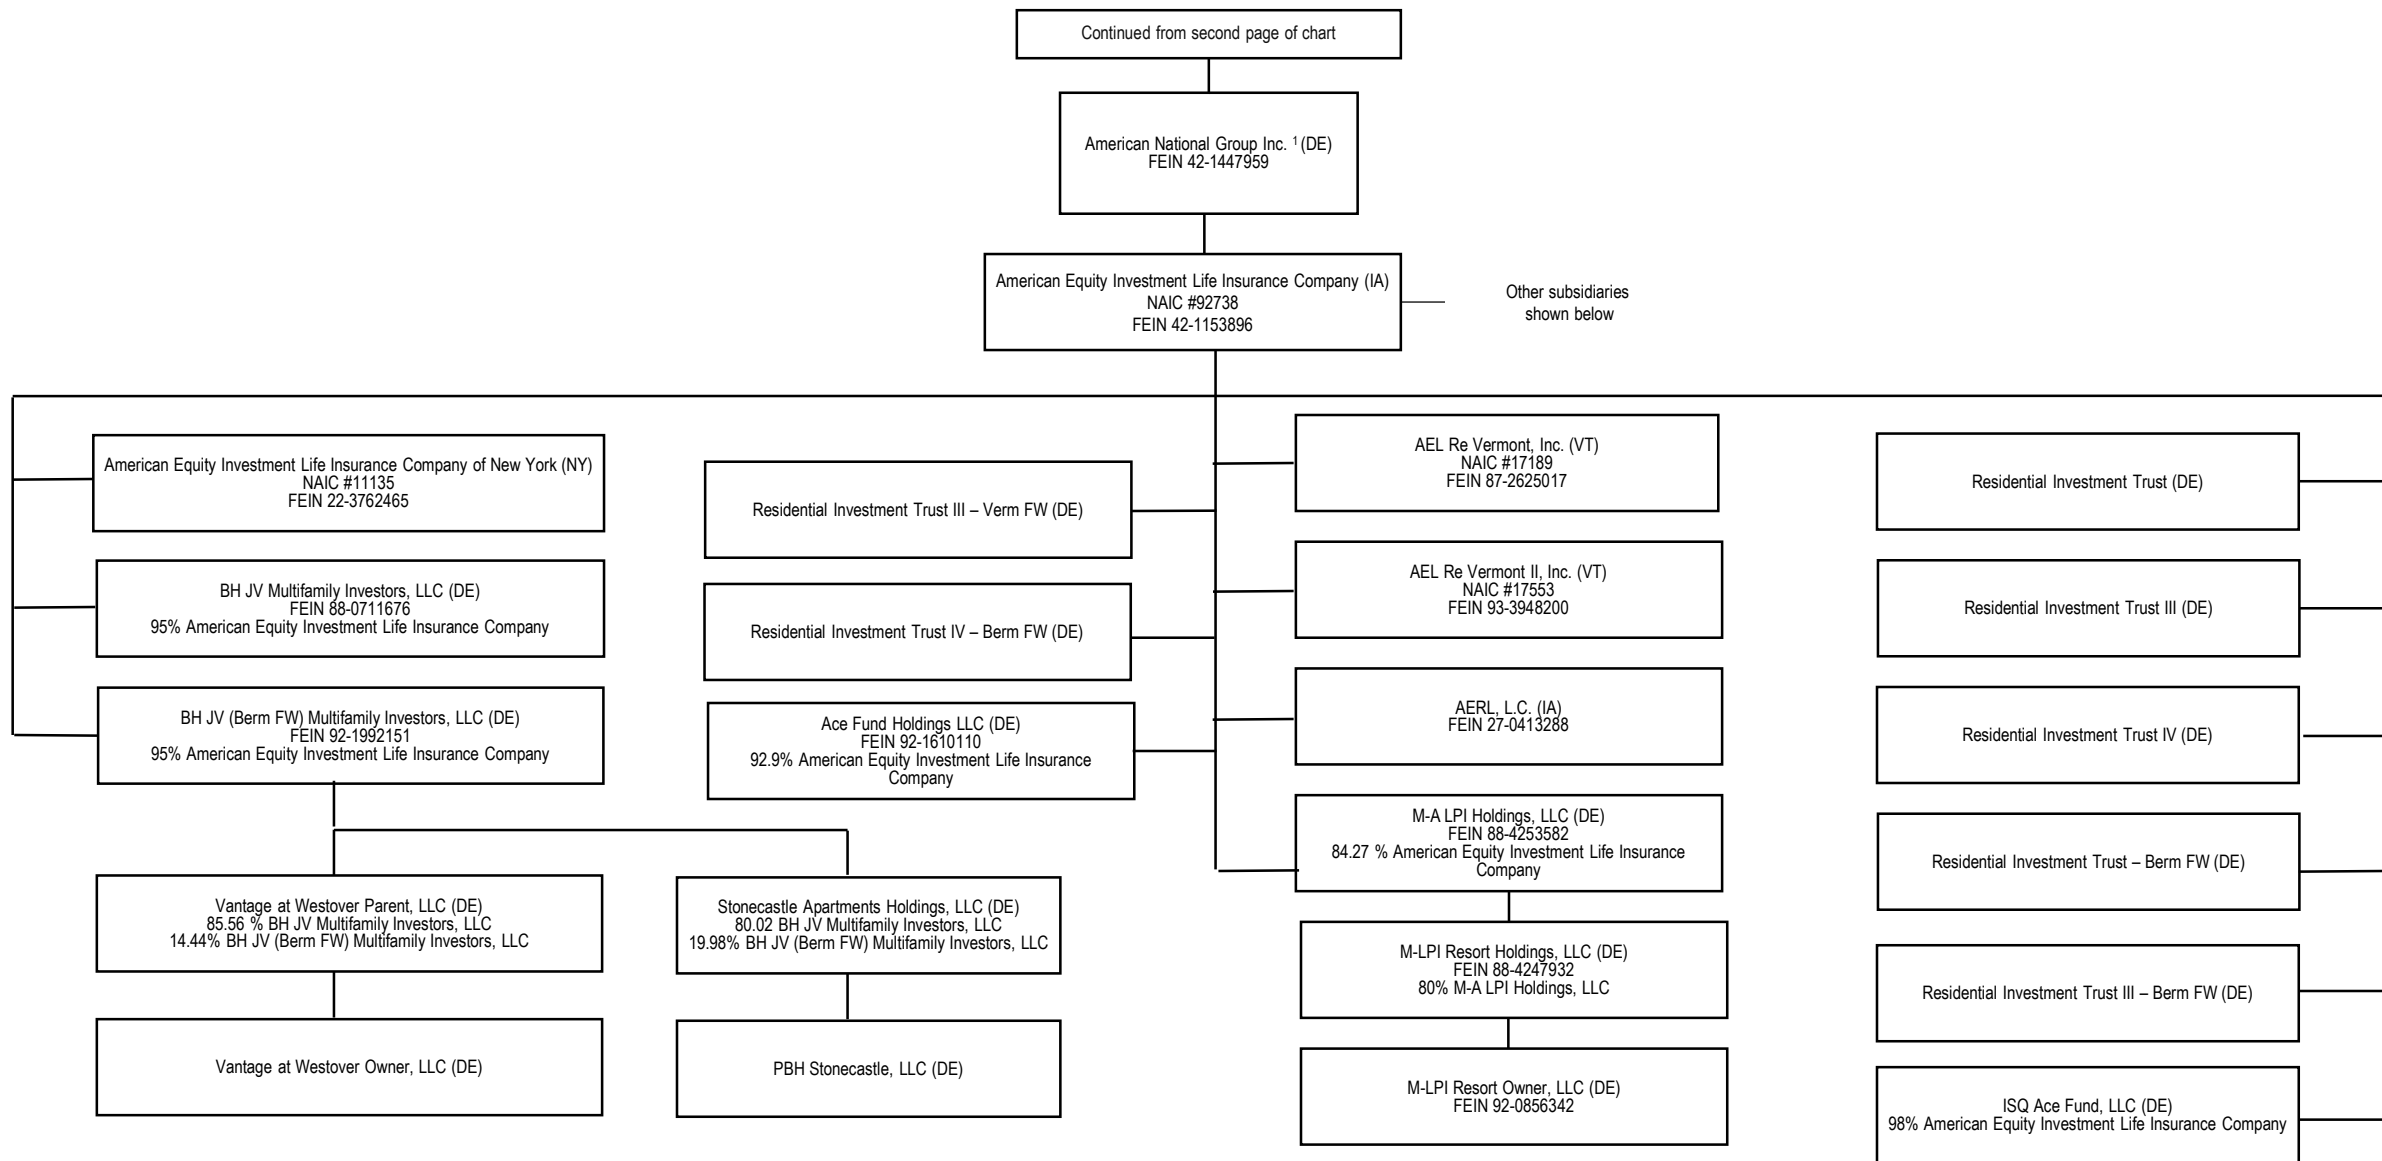 Continued from second page of chart
American National Group Inc. ¹ (DE)
FEIN 42-1447959
American Equity Investment Life Insurance Company (IA)
NAIC #92738
FEIN 42-1153896
Other subsidiaries
shown below
American Equity Investment Life Insurance Company of New York (NY)
NAIC #11135
FEIN 22-3762465
BH JV Multifamily Investors, LLC (DE)
FEIN 88-0711676
95% American Equity Investment Life Insurance Company
BH JV (Berm FW) Multifamily Investors, LLC (DE)
FEIN 92-1992151
95% American Equity Investment Life Insurance Company
Vantage at Westover Parent, LLC (DE)
85.56 % BH JV Multifamily Investors, LLC
14.44% BH JV (Berm FW) Multifamily Investors, LLC
Vantage at Westover Owner, LLC (DE)
Stonecastle Apartments Holdings, LLC (DE)
80.02 BH JV Multifamily Investors, LLC
19.98% BH JV (Berm FW) Multifamily Investors, LLC
PBH Stonecastle, LLC (DE)
Residential Investment Trust III – Verm FW (DE)
Residential Investment Trust IV – Berm FW (DE)
Ace Fund Holdings LLC (DE)
FEIN 92-1610110
92.9% American Equity Investment Life Insurance
Company
AEL Re Vermont, Inc. (VT)
NAIC #17189
FEIN 87-2625017
AEL Re Vermont II, Inc. (VT)
NAIC #17553
FEIN 93-3948200
AERL, L.C. (IA)
FEIN 27-0413288
M-A LPI Holdings, LLC (DE)
FEIN 88-4253582
84.27 % American Equity Investment Life Insurance
Company
M-LPI Resort Holdings, LLC (DE)
FEIN 88-4247932
80% M-A LPI Holdings, LLC
M-LPI Resort Owner, LLC (DE)
FEIN 92-0856342
Residential Investment Trust (DE)
Residential Investment Trust III (DE)
Residential Investment Trust IV (DE)
Residential Investment Trust – Berm FW (DE)
Residential Investment Trust III – Berm FW (DE)
ISQ Ace Fund, LLC (DE)
98% American Equity Investment Life Insurance Company